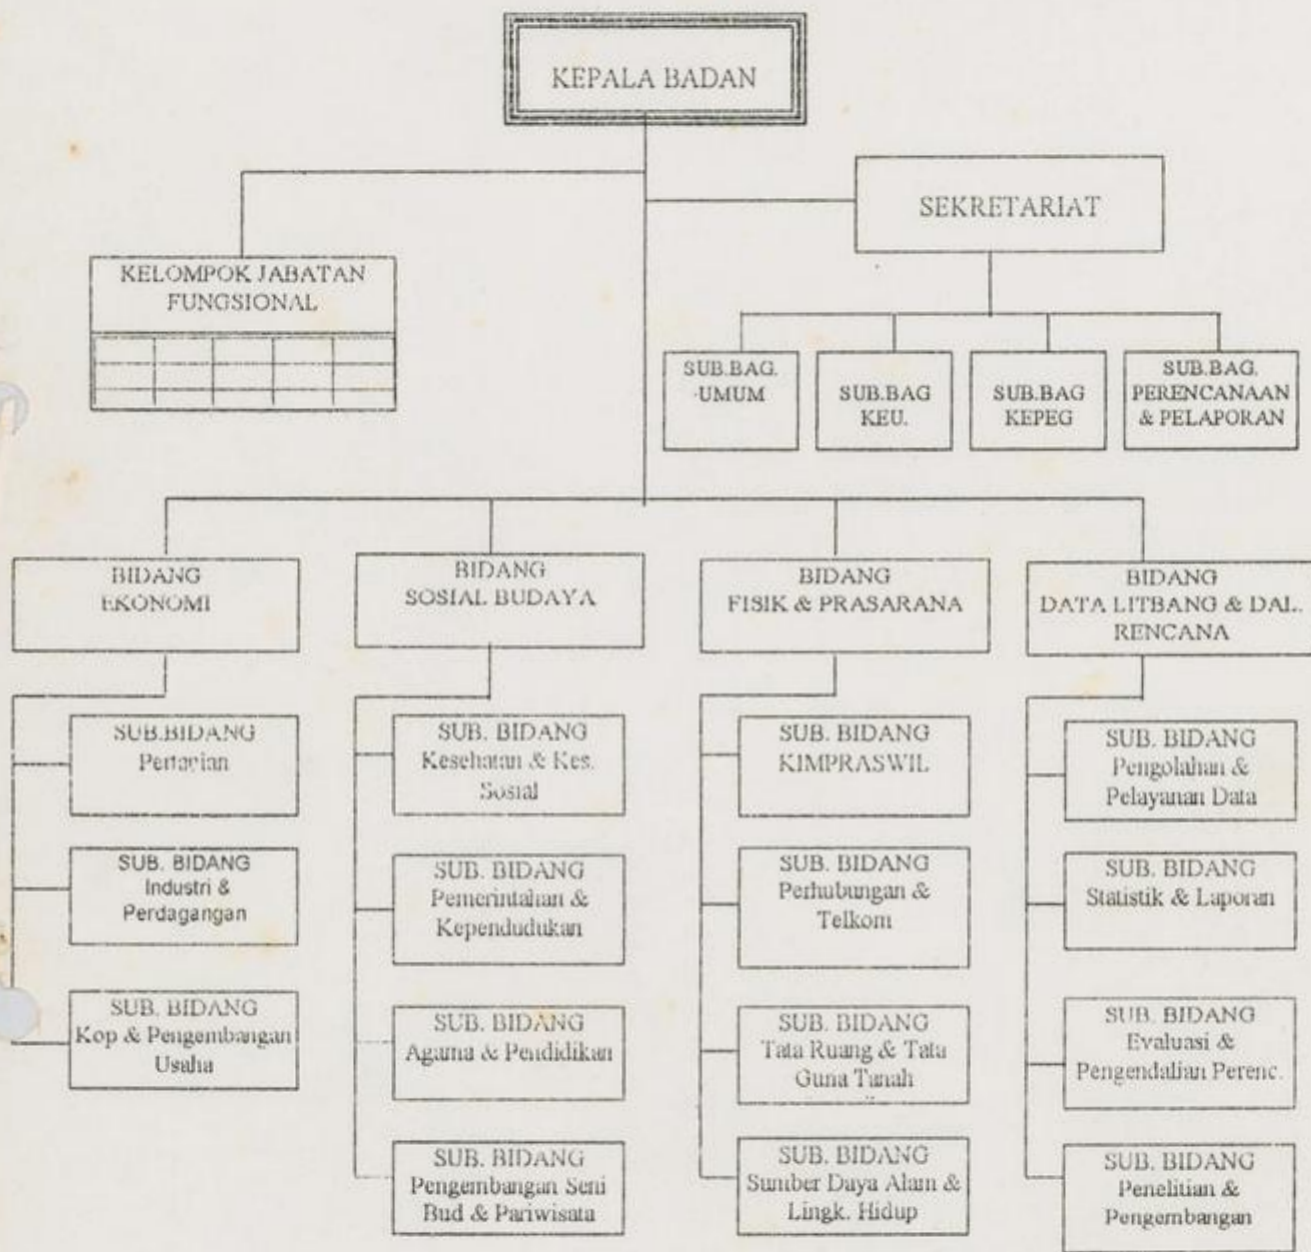 KEPALA BADAN
SEKRETARIAT
KELOMPOK JABATAN
FUNGSIONAL
SUB.BAG.
UMUM
SUB.BAG
KEU.
SUB.BAG
KEPEG
SUB.BAG.
PERENCANAAN
& PELAPORAN
BIDANG
EKONOMI
BIDANG
SOSIAL BUDAYA
BIDANG
FISIK & PRASARANA
BIDANG
DATA LITBANG & DAL.
RENCANA
SUB.BIDANG
Pertanian
SUB. BIDANG
Industri &
Perdagangan
SUB. BIDANG
Kop & Pengembangan
Usaha
SUB. BIDANG
Kesehatan & Kes.
Sosial
SUB. BIDANG
Pemerintahan &
Kependudukan
SUB. BIDANG
Agama & Pendidikan
SUB. BIDANG
Pengembangan Seni
Bud & Pariwisata
SUB. BIDANG
KIMPRASWIL
SUB. BIDANG
Perhubungan &
Telkom
SUB. BIDANG
Tata Ruang & Tata
Guna Tanah
SUB. BIDANG
Sumber Daya Alam &
Lingk. Hidup
SUB. BIDANG
Pengolahan &
Pelayanan Data
SUB. BIDANG
Statistik & Laporan
SUB. BIDANG
Evaluasi &
Pengendalian Perenc.
SUB. BIDANG
Penelitian &
Pengembangan